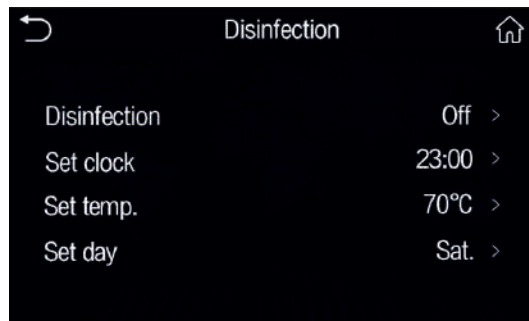 Disinfection
Disinfection Off >
Set clock 23:00 >
Set temp. 70°C >
Set day Sat. >